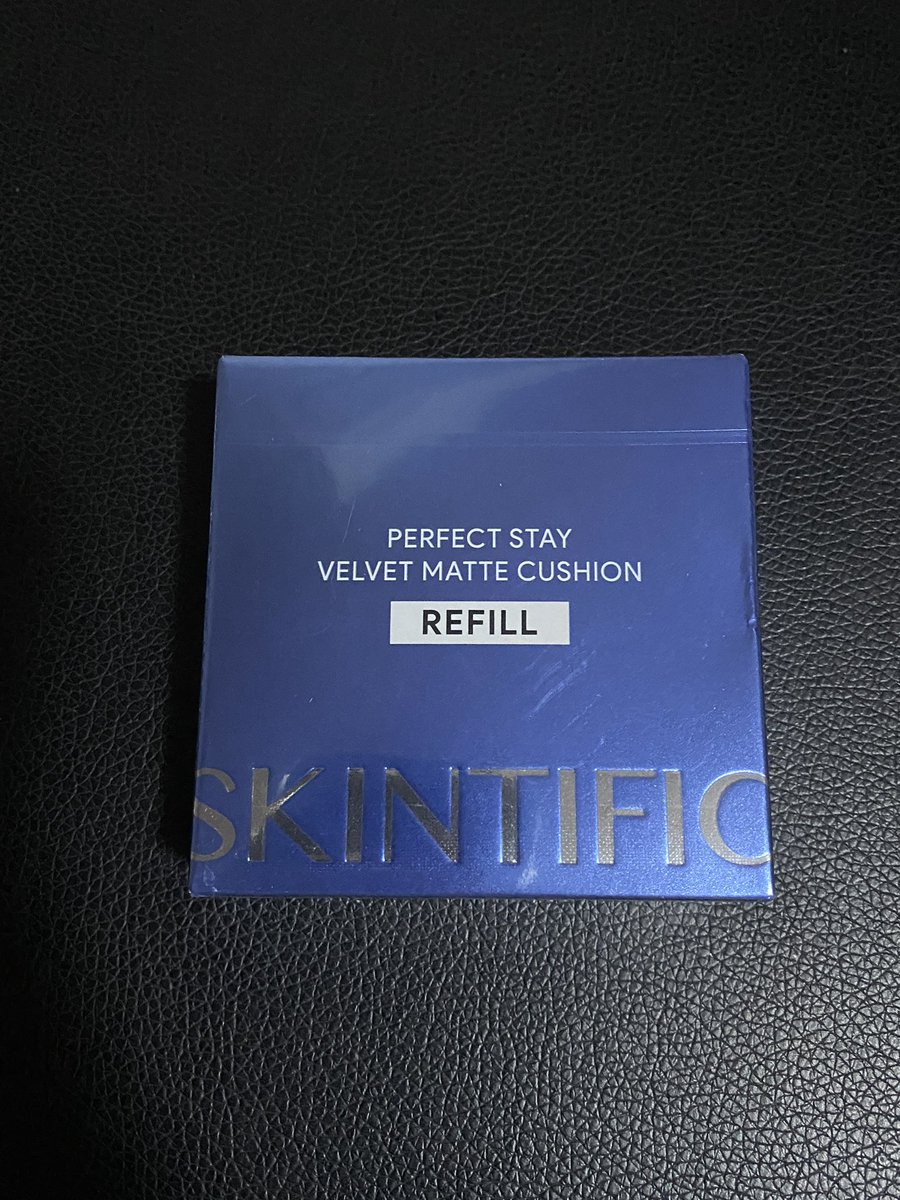 PERFECT STAY
VELVET MATTE CUSHION
REFILL
SKINTIFIC